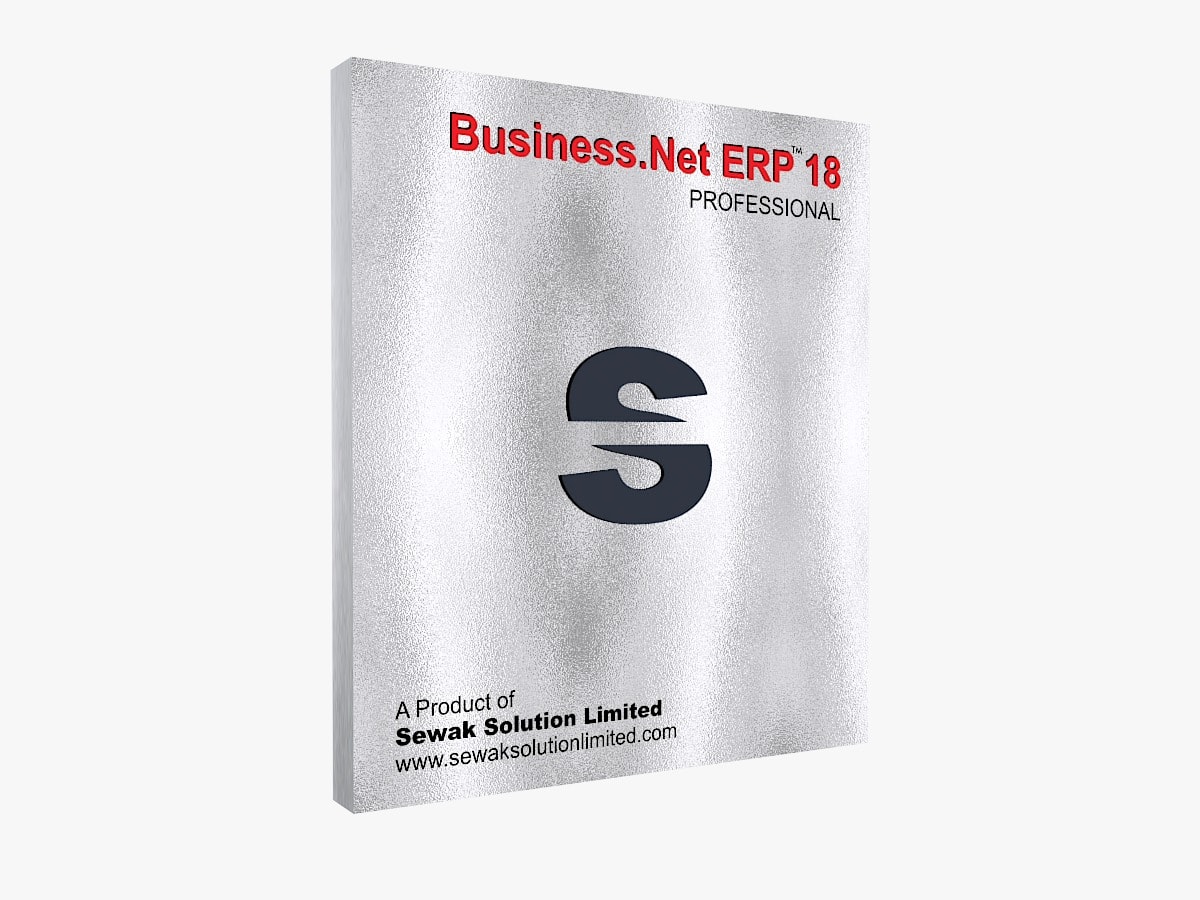 Business.Net ERP™ 18
PROFESSIONAL
S
A Product of
Sewak Solution Limited
www.sewaksolutionlimited.com